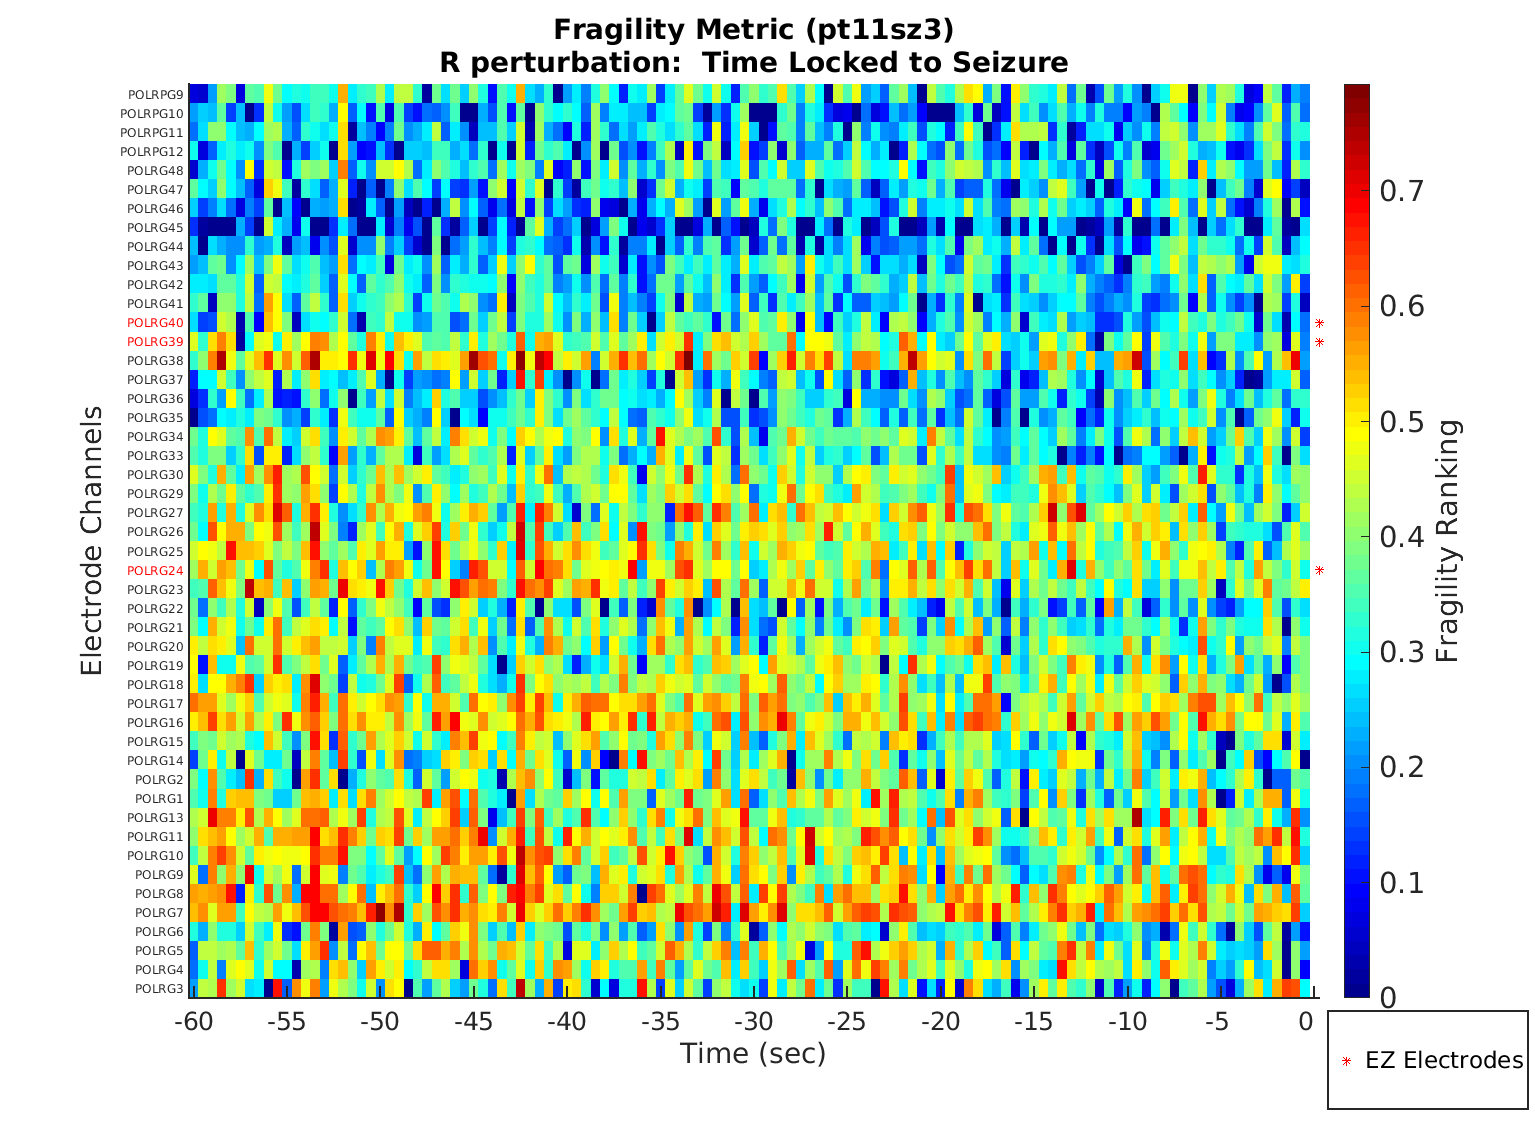 Fragility Metric (pt11sz3)
R perturbation:  Time Locked to Seizure
Electrode Channels
POLRPG9
POLRPG10
POLRPG11
POLRPG12
POLRG48
POLRG47
POLRG46
POLRG45
POLRG44
POLRG43
POLRG42
POLRG41
POLRG40
POLRG39
POLRG38
POLRG37
POLRG36
POLRG35
POLRG34
POLRG33
POLRG30
POLRG29
POLRG27
POLRG26
POLRG25
POLRG24
POLRG23
POLRG22
POLRG21
POLRG20
POLRG19
POLRG18
POLRG17
POLRG16
POLRG15
POLRG14
POLRG2
POLRG1
POLRG13
POLRG11
POLRG10
POLRG9
POLRG8
POLRG7
POLRG6
POLRG5
POLRG4
POLRG3
-60 -55 -50 -45 -40 -35 -30 -25 -20 -15 -10 -5 0
Time (sec)
0.7
0.6
0.5
0.4
0.3
0.2
0.1
0
Fragility Ranking
* EZ Electrodes